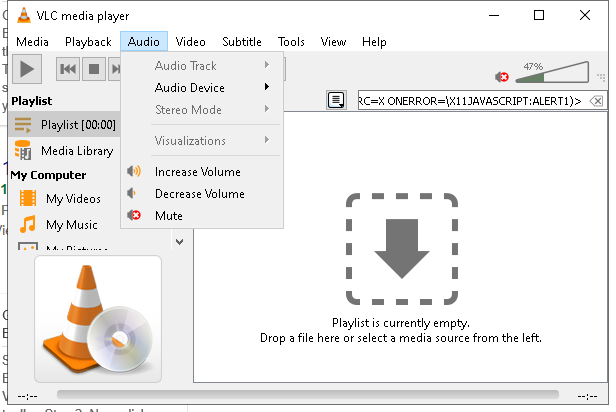 VLC media player
Media Playback Audio Video Subtitle Tools View Help
Audio Track
Audio Device
Stereo Mode
Visualizations
Increase Volume
Decrease Volume
Mute
47%
RC=X ONERROR=\X11JAVASCRIPT:ALERT1)>
Playlist
Playlist [00:00]
Media Library
My Computer
My Videos
My Music
My Pictures
Playlist is currently empty.
Drop a file here or select a media source from the left.
--:-- --:--